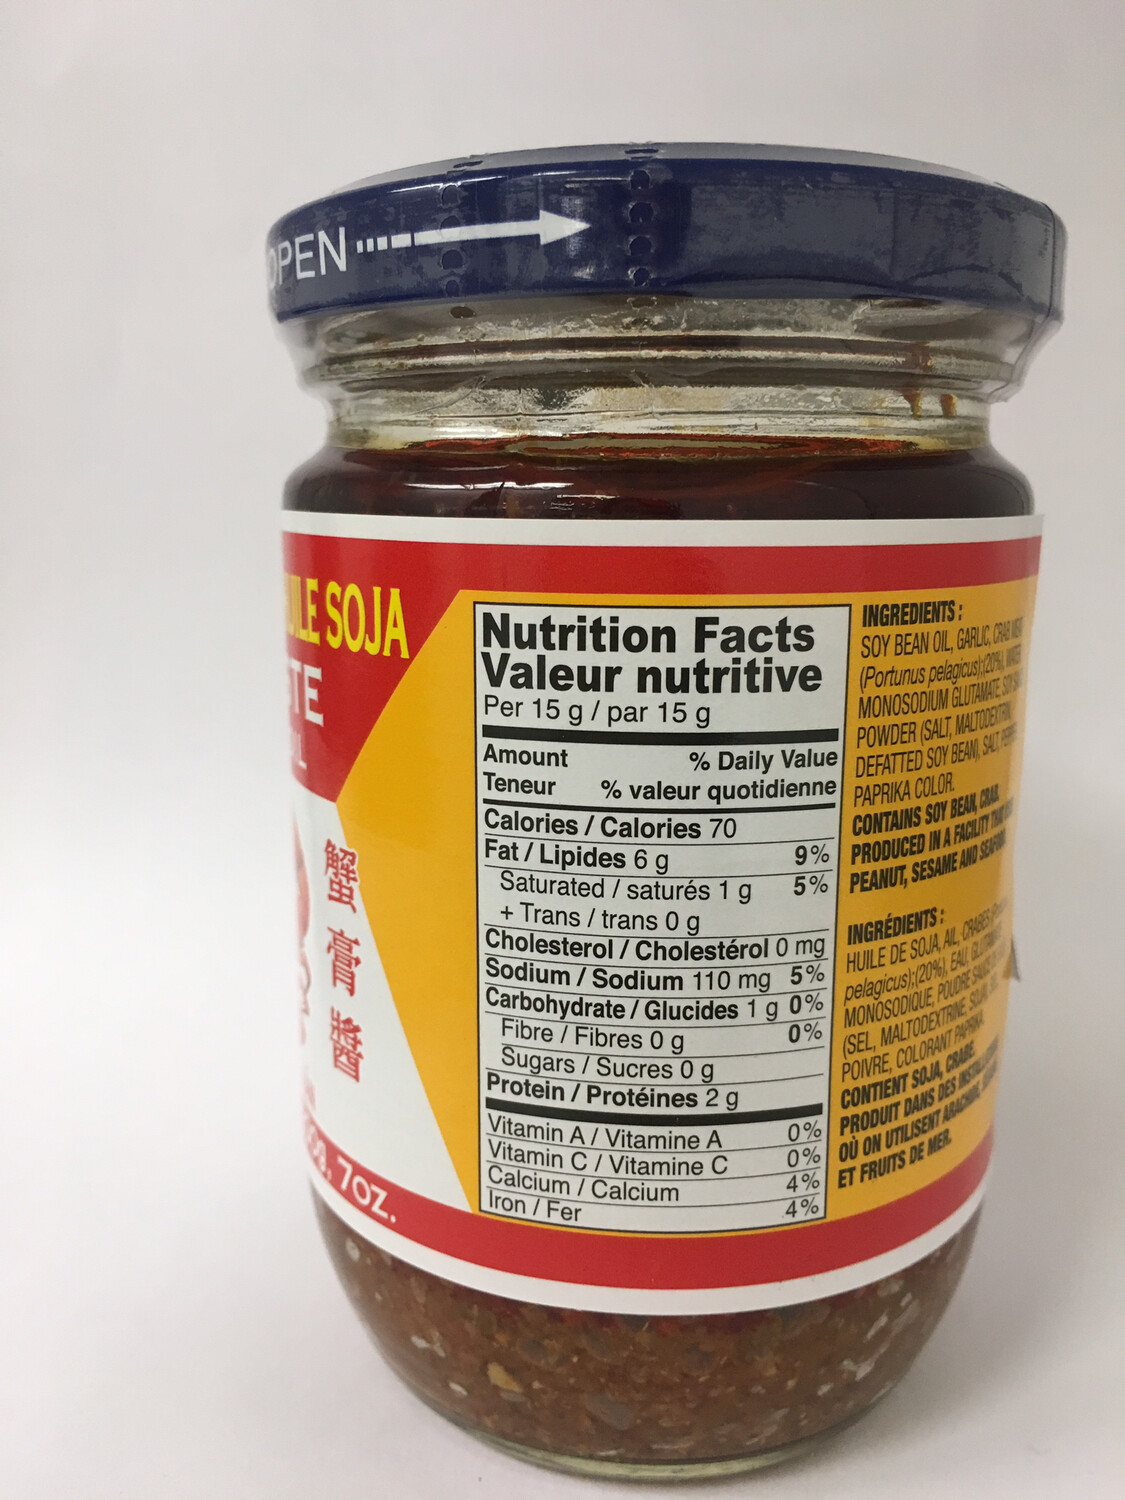 OPEN
HUILE SOJA
蟹膏醬
7OZ.
Nutrition Facts
Valeur nutritive
Per 15 g / par 15 g
Amount % Daily Value
Teneur % valeur quotidienne
Calories / Calories 70
Fat / Lipides 6 g 9%
Saturated / saturés 1 g 5%
+ Trans / trans 0 g
Cholesterol / Cholestérol 0 mg
Sodium / Sodium 110 mg 5%
Carbohydrate / Glucides 1 g 0%
Fibre / Fibres 0 g 0%
Sugars / Sucres 0 g
Protein / Protéines 2 g
Vitamin A / Vitamine A 0%
Vitamin C / Vitamine C 0%
Calcium / Calcium 4%
Iron / Fer 4%
INGREDIENTS :
SOY BEAN OIL, GARLIC, CRAB
(Portunus pelagicus);(20%),
MONOSODIUM GLUTAMATE, SOY
POWDER (SALT, MALTODEXTRIN,
DEFATTED SOY BEAN), SALT,
PAPRIKA COLOR.
CONTAINS SOY BEAN, CRAB.
PRODUCED IN A FACILITY THAT
PEANUT, SESAME AND
INGRÉDIENTS :
HUILE DE SOJA, AIL, CRABES
pelagicus);(20%), EAU,
MONOSODIQUE, POUDRE SAUCE
(SEL, MALTODEXTRINE, SOJA,
POIVRE, COLORANT PAPRIKA.
CONTIENT SOJA, CRABE.
PRODUIT DANS DES
OÙ ON UTILISENT ARACHIDE,
ET FRUITS DE MER.